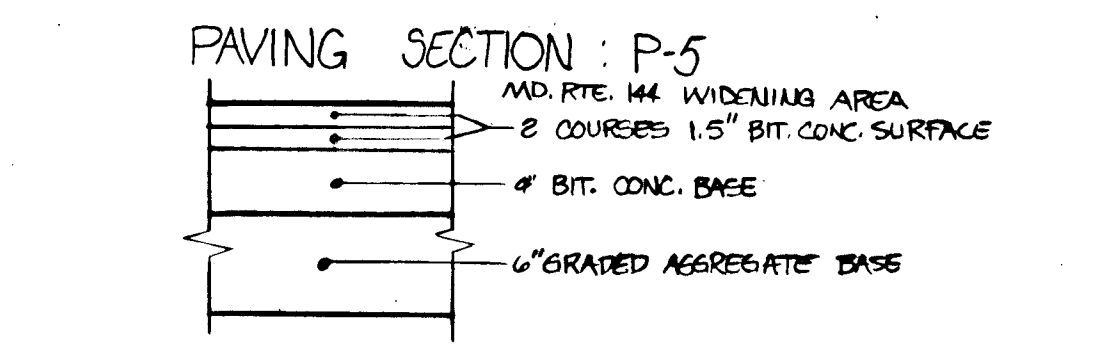 PAVING SECTION : P-5
MD. RTE. 144 WIDENING AREA
2 COURSES 1.5" BIT. CONC. SURFACE
4" BIT. CONC. BASE
6" GRADED AGGREGATE BASE